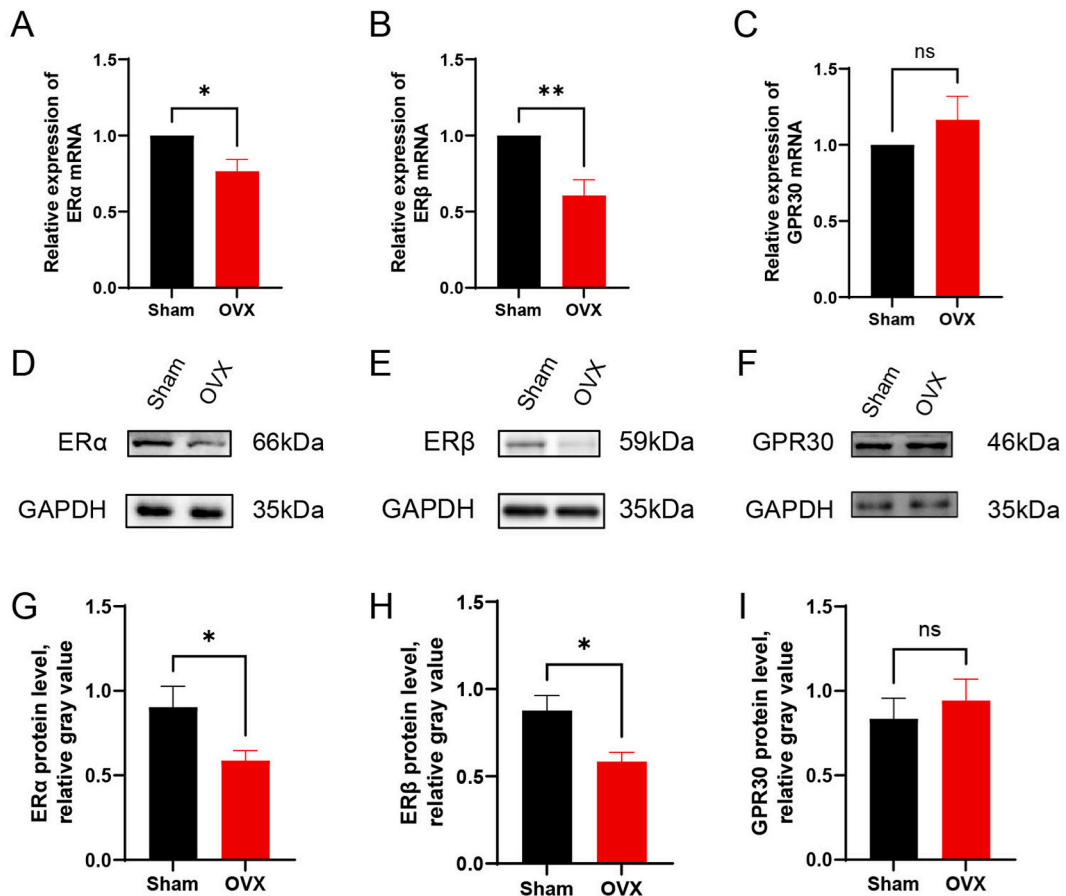 A
Relative expression of
ERα mRNA
1.5
1.0
0.5
0.0
*
Sham OVX
B
Relative expression of
ERβ mRNA
1.5
1.0
0.5
0.0
**
Sham OVX
C
Relative expression of
GPR30 mRNA
1.5
1.0
0.5
0.0
ns
Sham OVX
D
Sham OVX
ERα 66kDa
GAPDH 35kDa
E
Sham OVX
ERβ 59kDa
GAPDH 35kDa
F
Sham OVX
GPR30 46kDa
GAPDH 35kDa
G
ERα protein level,
relative gray value
1.5
1.0
0.5
0.0
*
Sham OVX
H
ERβ protein level,
relative gray value
1.5
1.0
0.5
0.0
*
Sham OVX
I
GPR30 protein level,
relative gray value
1.5
1.0
0.5
0.0
ns
Sham OVX